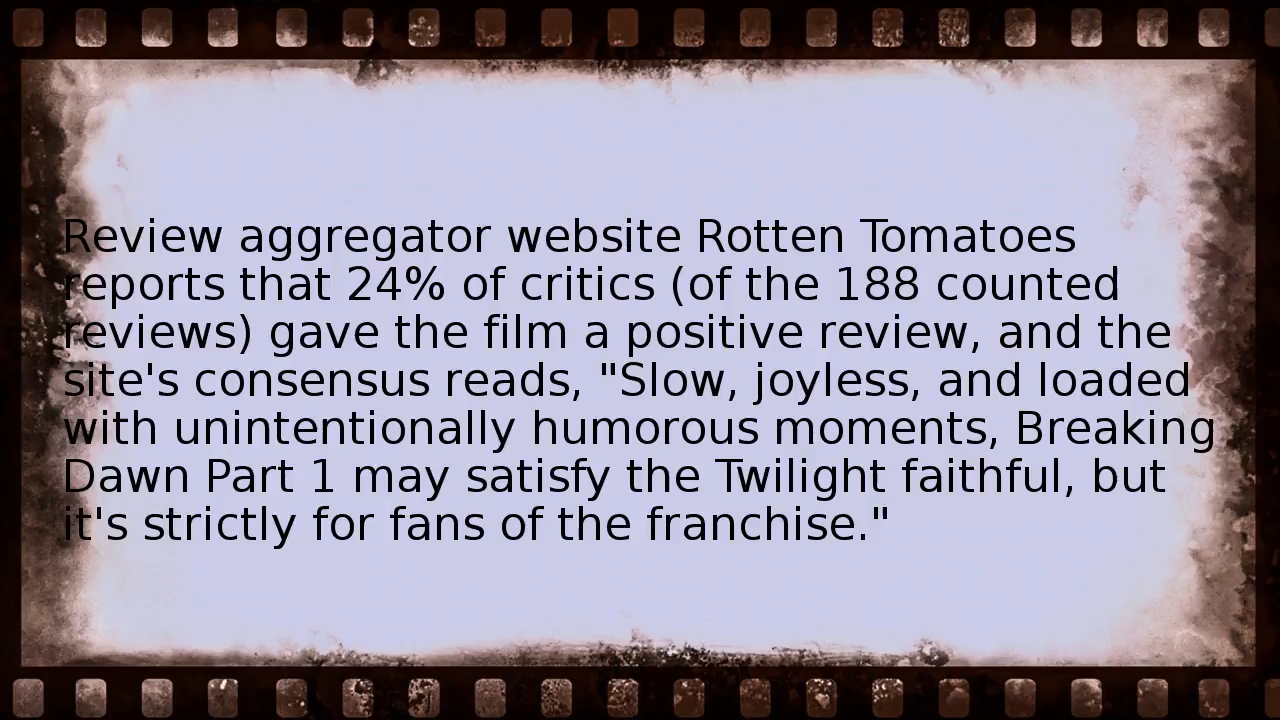 Review aggregator website Rotten Tomatoes
reports that 24% of critics (of the 188 counted
reviews) gave the film a positive review, and the
site's consensus reads, "Slow, joyless, and loaded
with unintentionally humorous moments, Breaking
Dawn Part 1 may satisfy the Twilight faithful, but
it's strictly for fans of the franchise."